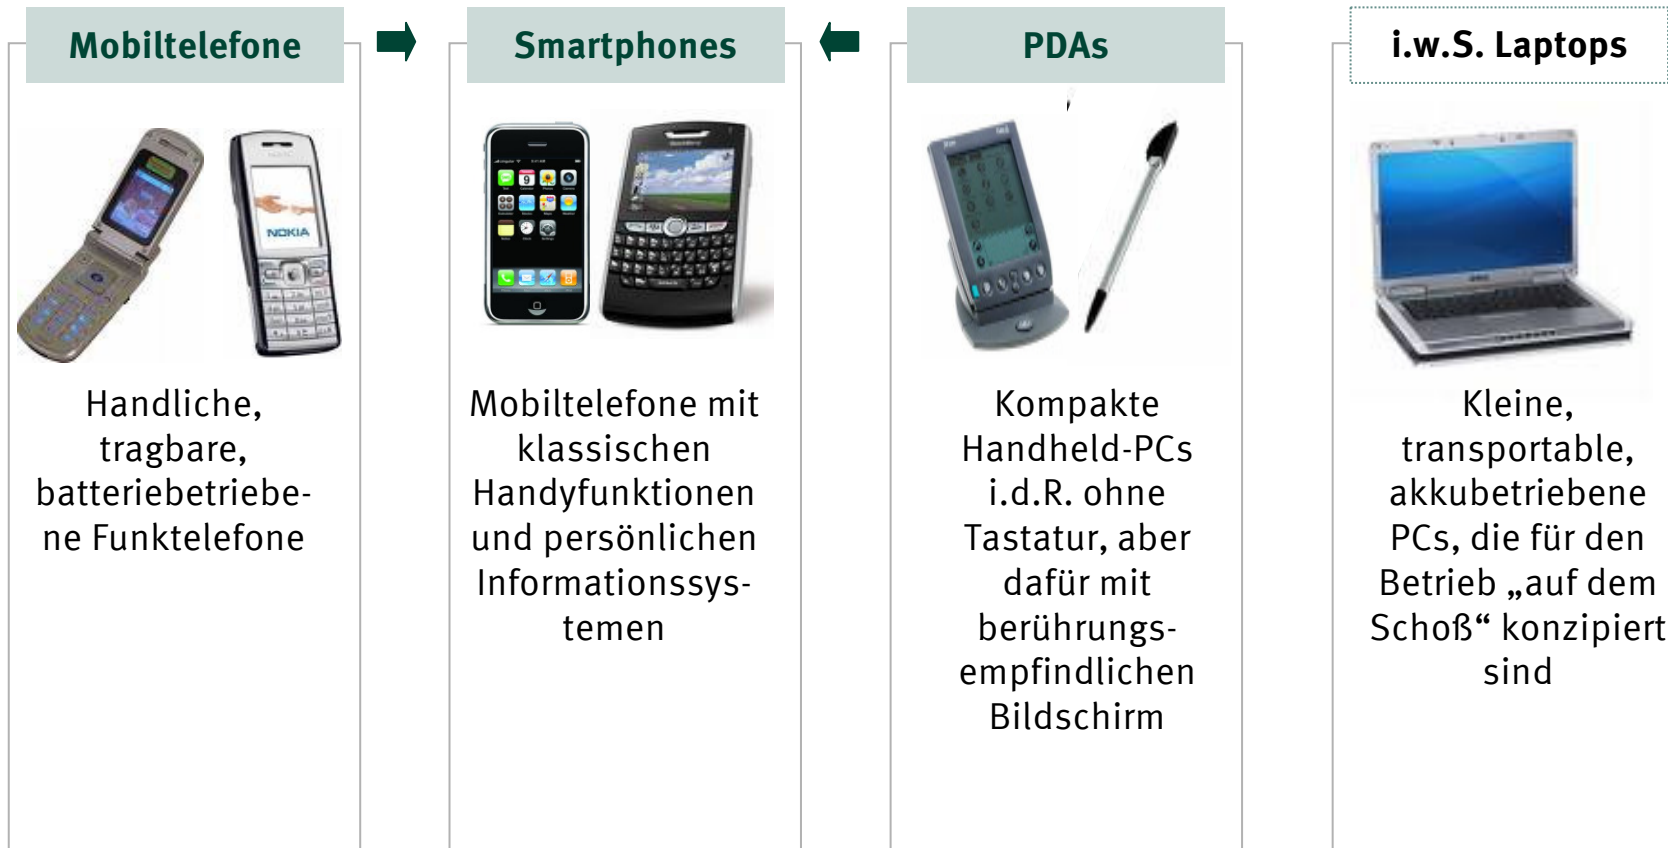 Mobiltelefone
Smartphones
PDAs
i.w.S. Laptops
NOKIA
Handliche,
tragbare,
batteriebetriebe-
ne Funktelefone
Mobiltelefone mit
klassischen
Handyfunktionen
und persönlichen
Informationssys-
temen
Kompakte
Handheld-PCs
i.d.R. ohne
Tastatur, aber
dafür mit
berührungs-
empfindlichen
Bildschirm
Kleine,
transportable,
akkubetriebene
PCs, die für den
Betrieb „auf dem
Schoß“ konzipiert
sind